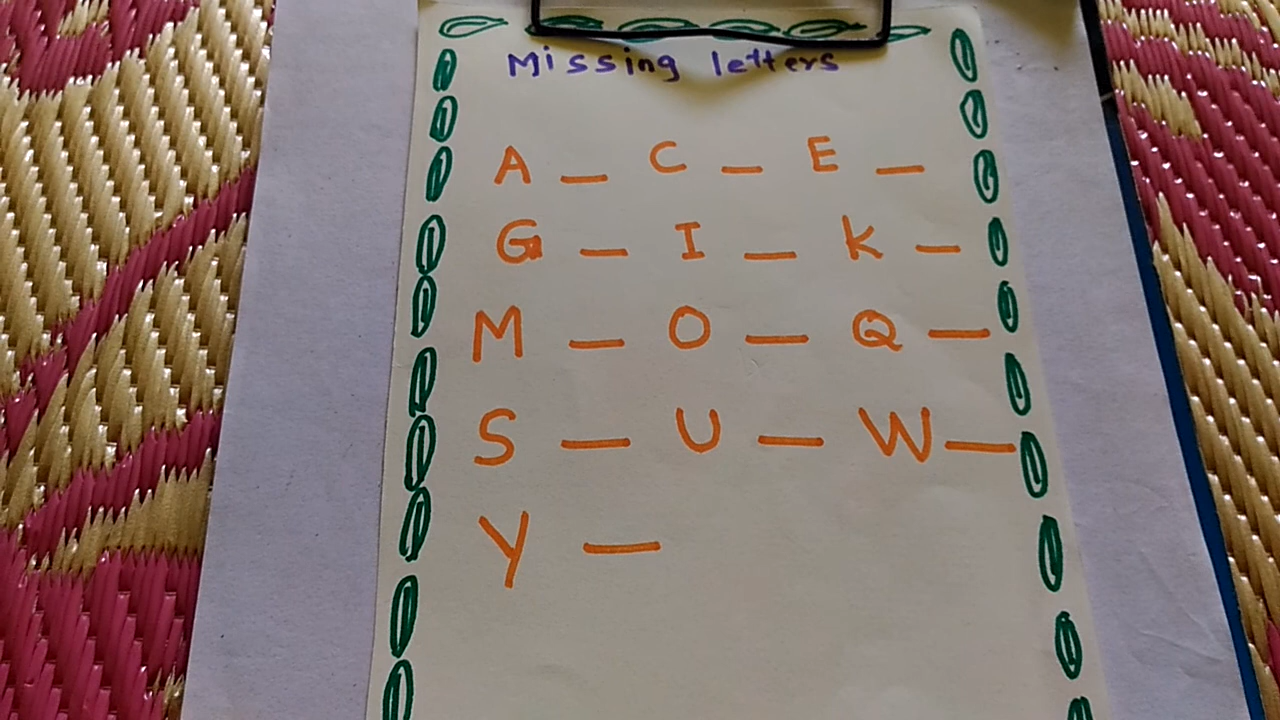 Missing letters
A _ C _ E _
G _ I _ K _
M _ O _ Q _
S _ U _ W _
Y _